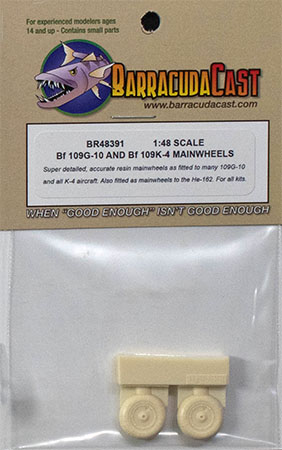 For experienced modelers ages
14 and up - Contains small parts
BARRACUDACAST
www.barracudacast.com
BR48391 1:48 SCALE
Bf 109G-10 AND Bf 109K-4 MAINWHEELS
Super detailed, accurate resin mainwheels as fitted to many 109G-10
and all K-4 aircraft. Also fitted as mainwheels to the He-162. For all kits.
WHEN "GOOD ENOUGH" ISN'T GOOD ENOUGH